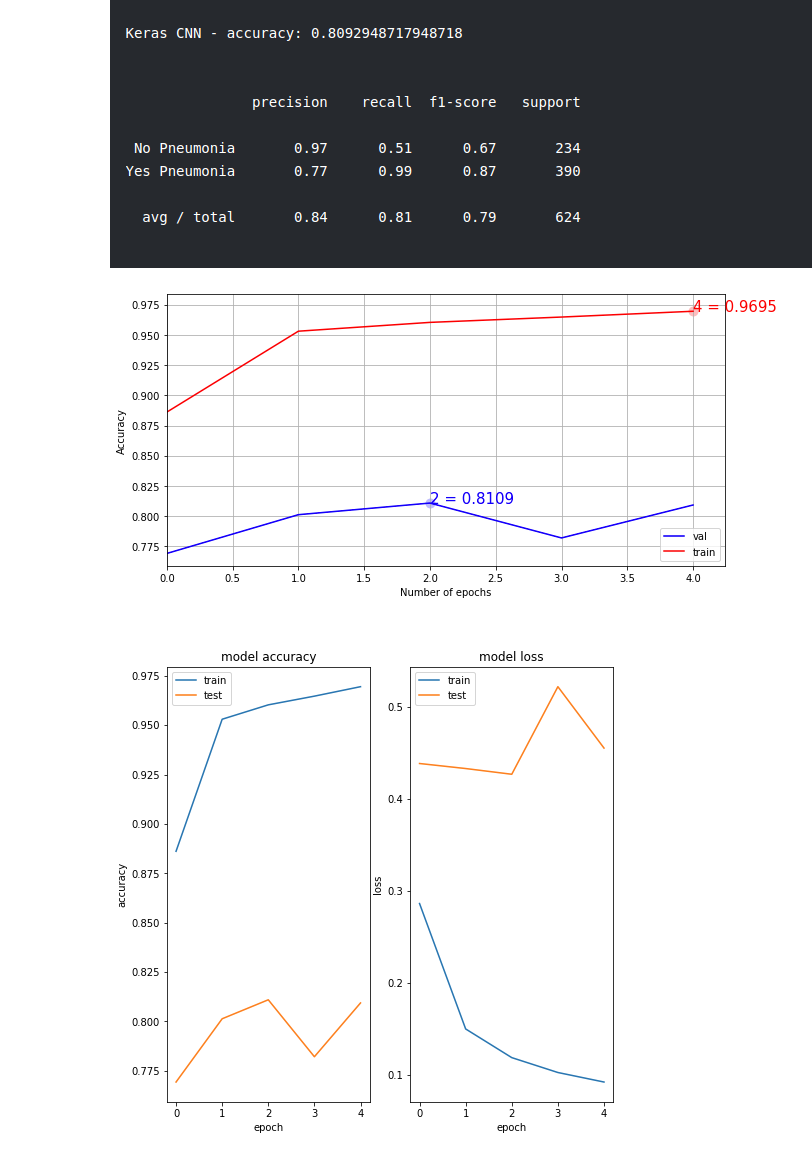 Keras CNN - accuracy: 0.8092948717948718
precision recall f1-score support
No Pneumonia 0.97 0.51 0.67 234
Yes Pneumonia 0.77 0.99 0.87 390
avg / total 0.84 0.81 0.79 624
0.975
0.950
0.925
0.900
0.875
0.850
0.825
0.800
0.775
Accuracy
4 = 0.9695
2 = 0.8109
val
train
0.0 0.5 1.0 1.5 2.0 2.5 3.0 3.5 4.0
Number of epochs
model accuracy
train
test
0.975
0.950
0.925
0.900
0.875
0.850
0.825
0.800
0.775
accuracy
0 1 2 3 4
epoch
model loss
train
test
0.5
0.4
0.3
0.2
0.1
loss
0 1 2 3 4
epoch